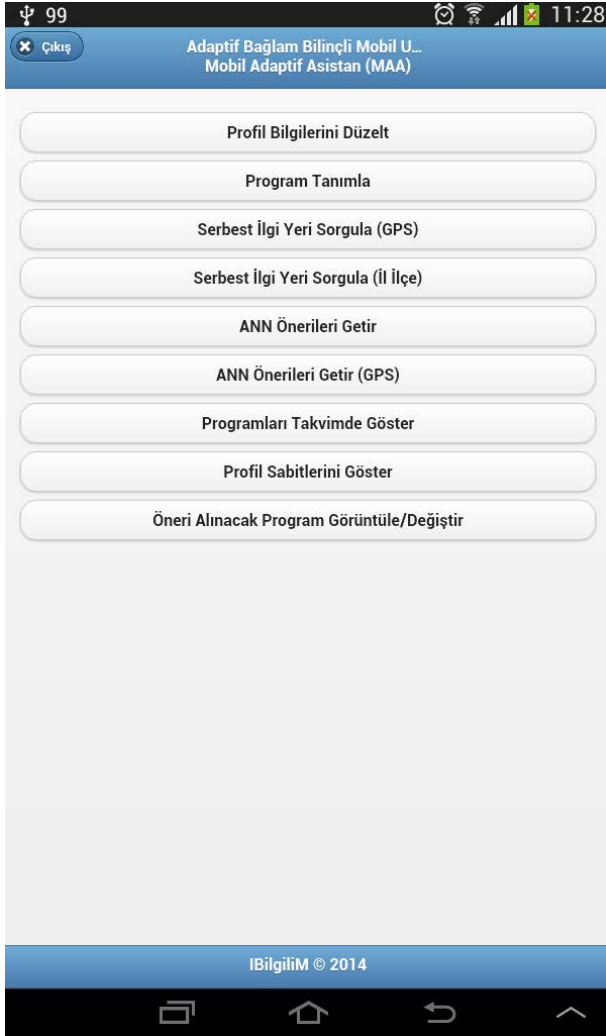 99 11:28
Çıkış
Adaptif Bağlam Bilinçli Mobil U...
Mobil Adaptif Asistan (MAA)
Profil Bilgilerini Düzelt
Program Tanımla
Serbest İlgi Yeri Sorgula (GPS)
Serbest İlgi Yeri Sorgula (İl İlçe)
ANN Önerileri Getir
ANN Önerileri Getir (GPS)
Programları Takvimde Göster
Profil Sabitlerini Göster
Öneri Alınacak Program Görüntüle/Değiştir
IBilgiliM © 2014